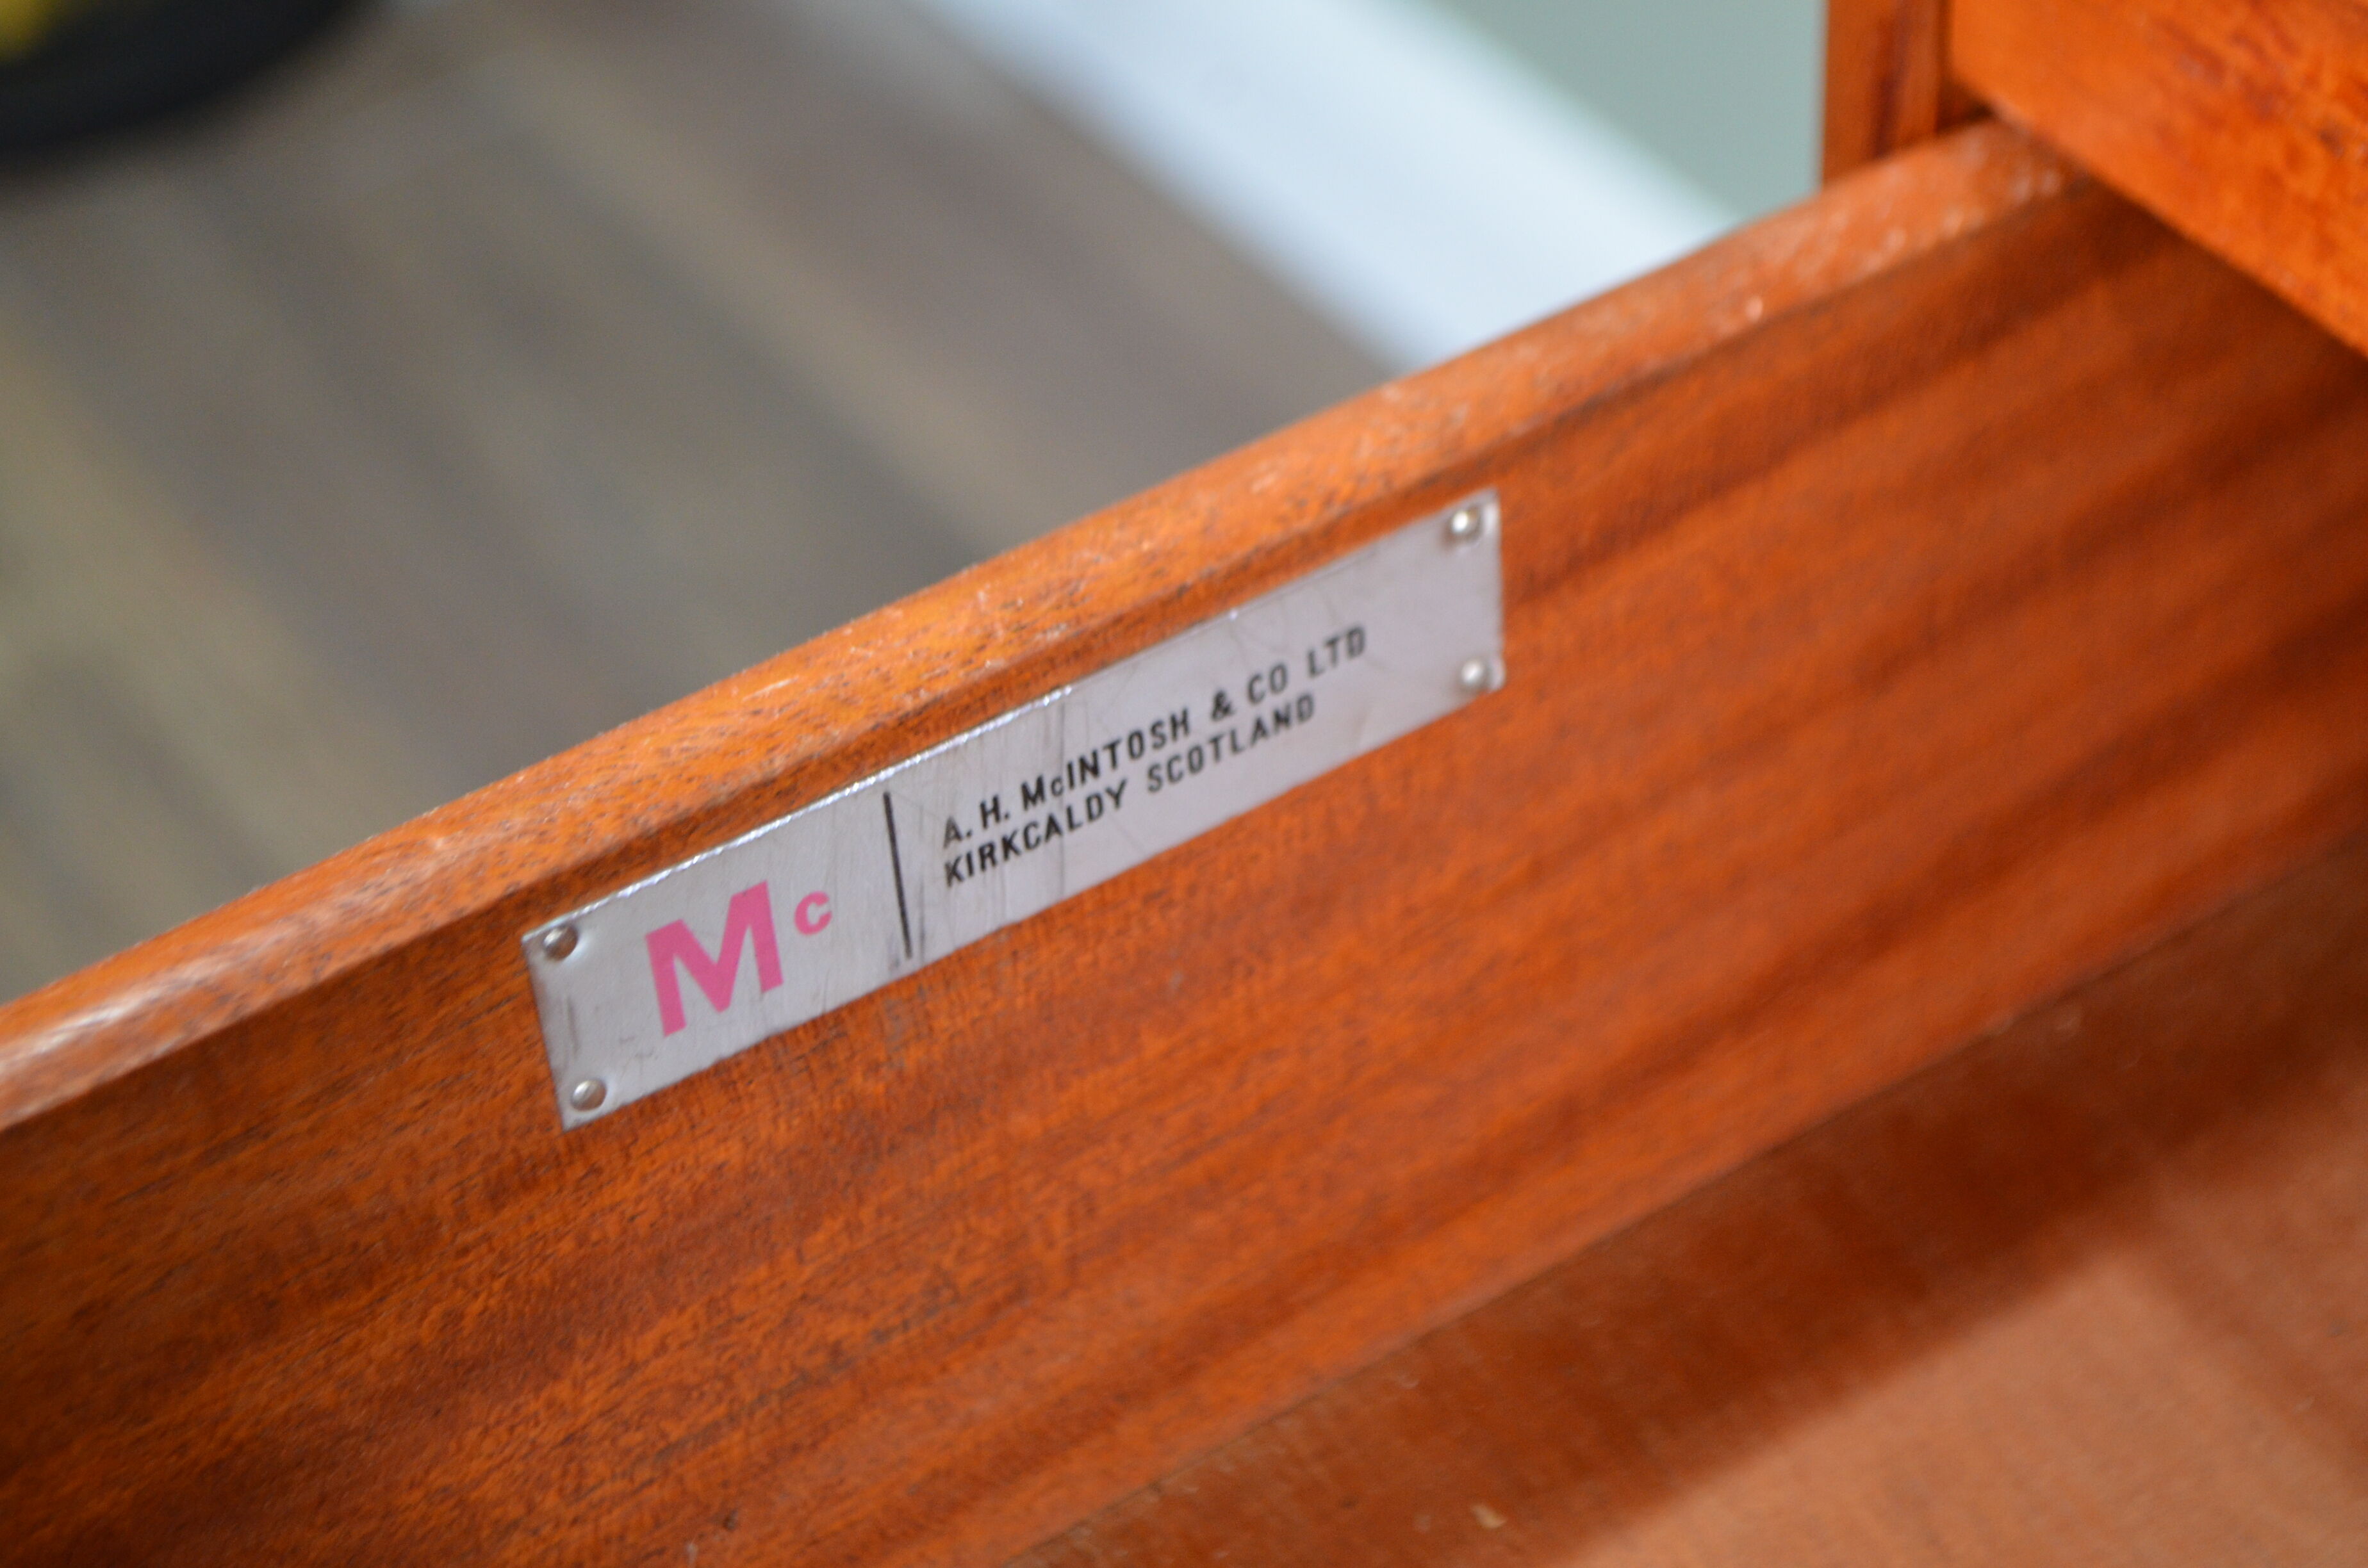 Mc
A. H. McINTOSH & CO LTD
KIRKCALDY SCOTLAND